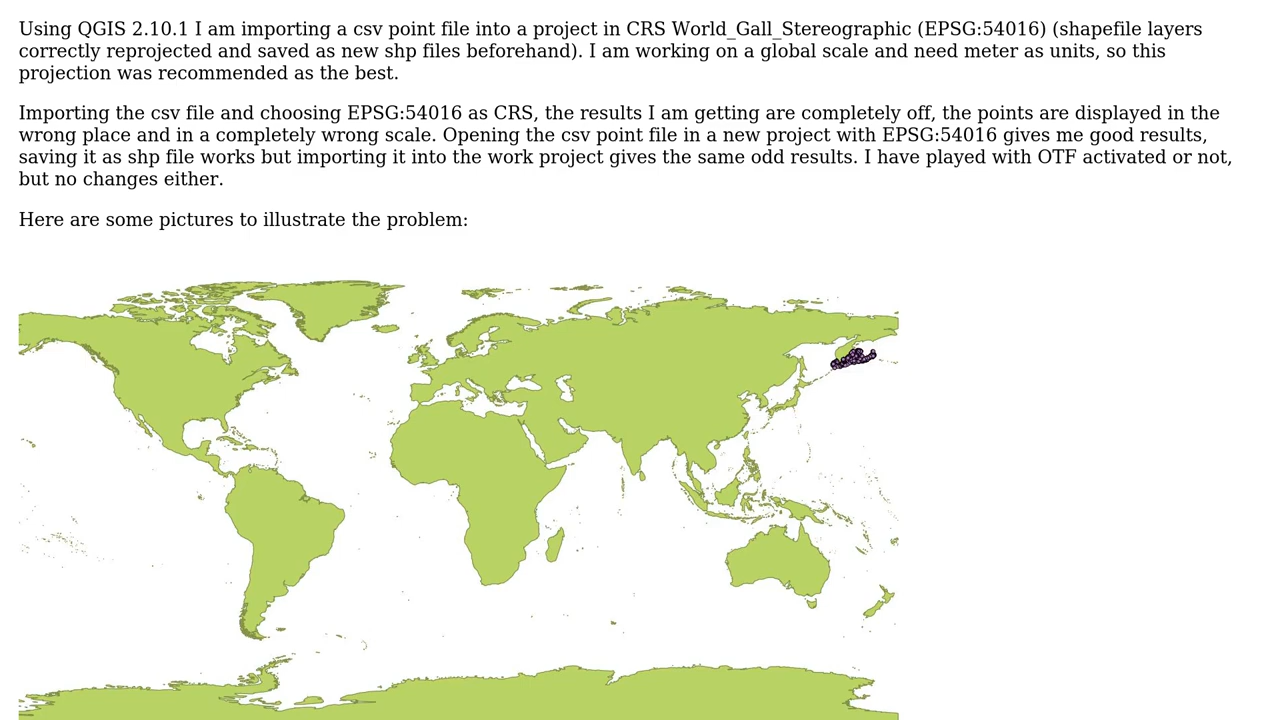 Using QGIS 2.10.1 I am importing a csv point file into a project in CRS World_Gall_Stereographic (EPSG:54016) (shapefile layers
correctly reprojected and saved as new shp files beforehand). I am working on a global scale and need meter as units, so this
projection was recommended as the best.
Importing the csv file and choosing EPSG:54016 as CRS, the results I am getting are completely off, the points are displayed in the
wrong place and in a completely wrong scale. Opening the csv point file in a new project with EPSG:54016 gives me good results,
saving it as shp file works but importing it into the work project gives the same odd results. I have played with OTF activated or not,
but no changes either.
Here are some pictures to illustrate the problem: